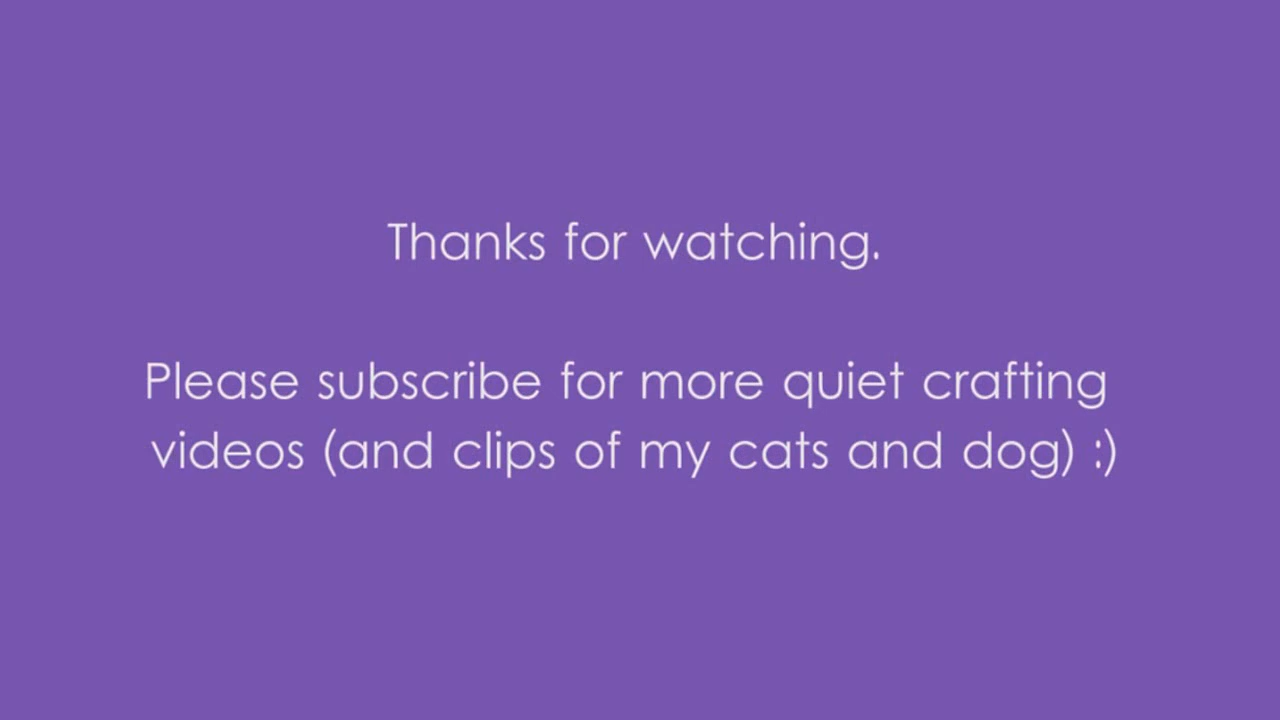 Thanks for watching.
Please subscribe for more quiet crafting
videos (and clips of my cats and dog) :)